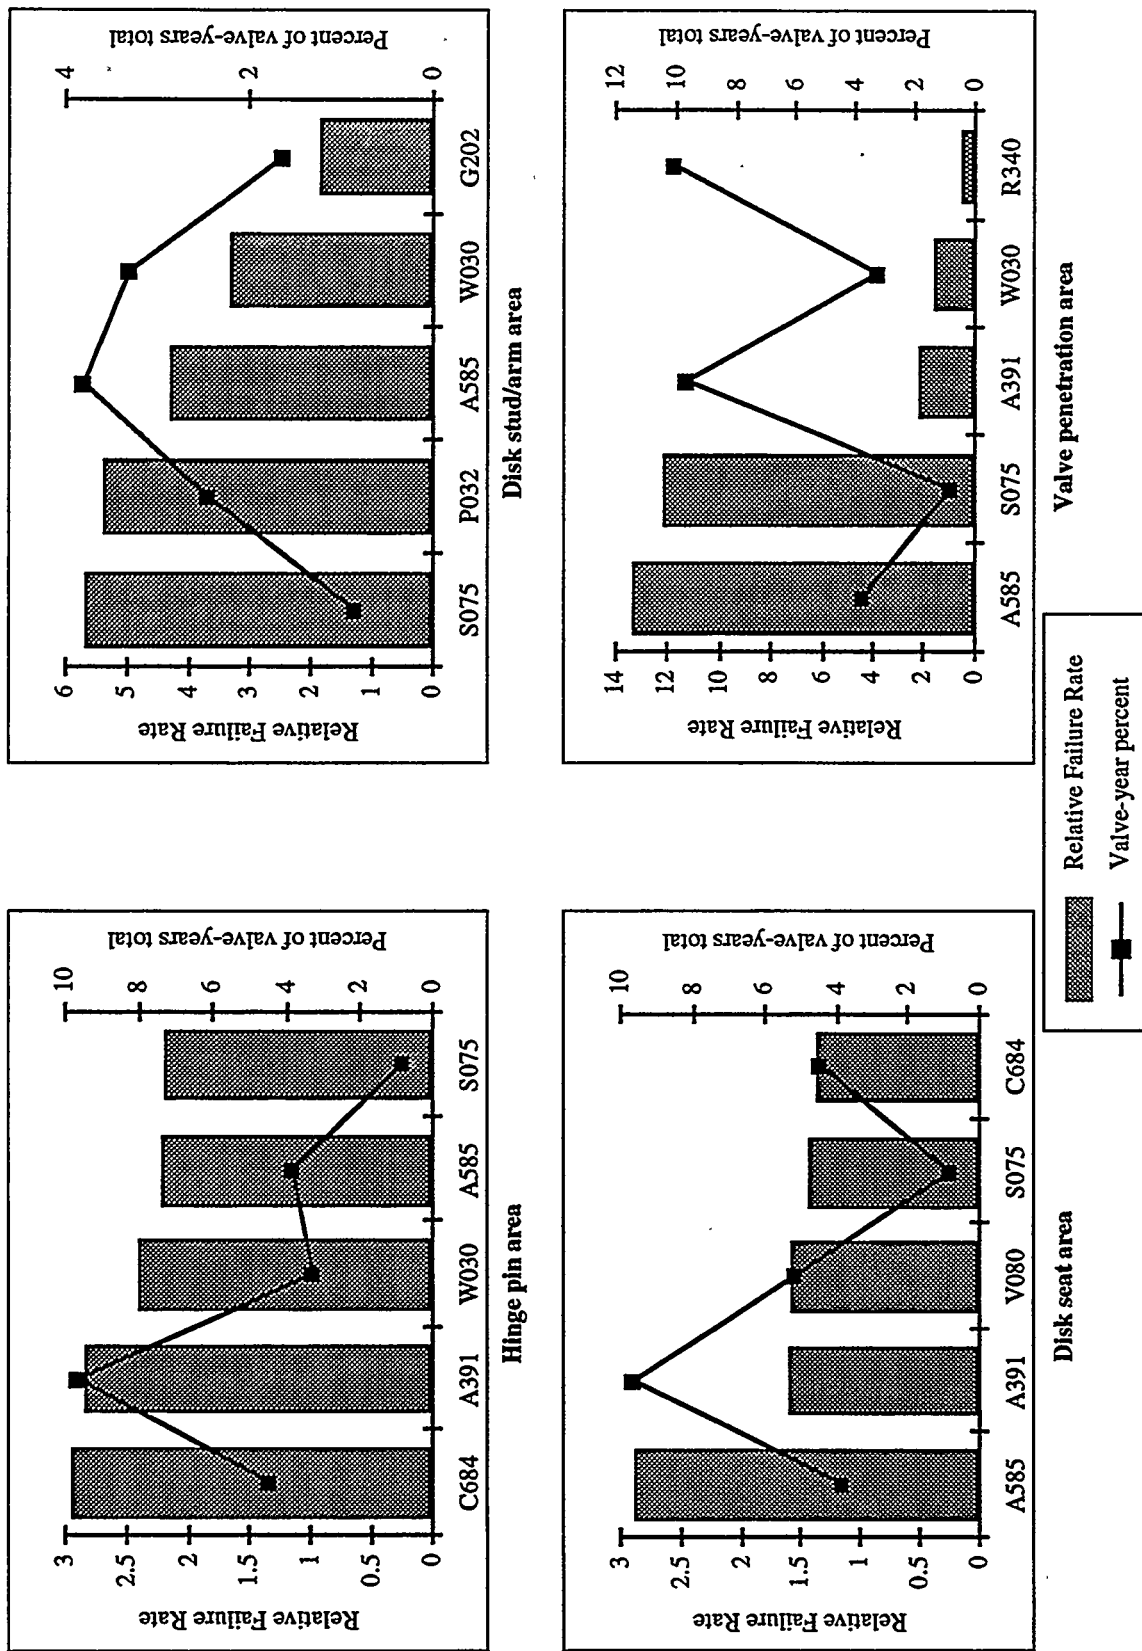 Relative Failure Rate
3
2.5
2
1.5
1
0.5
0
C684
A391
W030
A585
S075
10
8
6
4
2
0
Percent of valve-years total
Hinge pin area
Relative Failure Rate
6
5
4
3
2
1
0
S075
P032
A585
W030
G202
4
2
0
Percent of valve-years total
Disk stud/arm area
Relative Failure Rate
3
2.5
2
1.5
1
0.5
0
A585
A391
V080
S075
C684
10
8
6
4
2
0
Percent of valve-years total
Disk seat area
Relative Failure Rate
14
12
10
8
6
4
2
0
A585
S075
A391
W030
R340
12
10
8
6
4
2
0
Percent of valve-years total
Valve penetration area
Relative Failure Rate
Valve-year percent